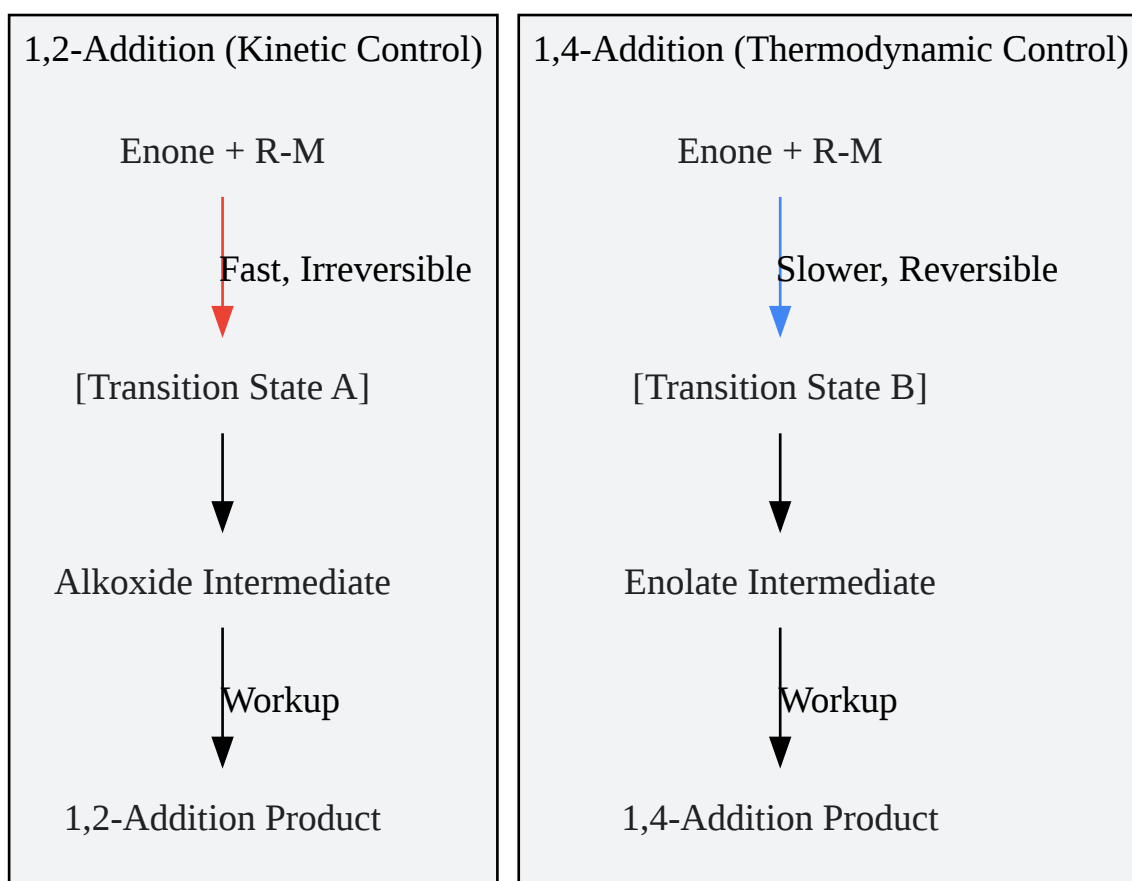 1,2-Addition (Kinetic Control)
Enone + R-M
Fast, Irreversible
[Transition State A]
Alkoxide Intermediate
Workup
1,2-Addition Product
1,4-Addition (Thermodynamic Control)
Enone + R-M
Slower, Reversible
[Transition State B]
Enolate Intermediate
Workup
1,4-Addition Product